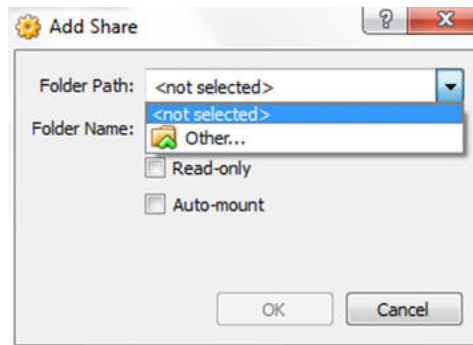 Add Share
?
Folder Path: <not selected>
<not selected>
Folder Name: Other...
Read-only
Auto-mount
OK Cancel